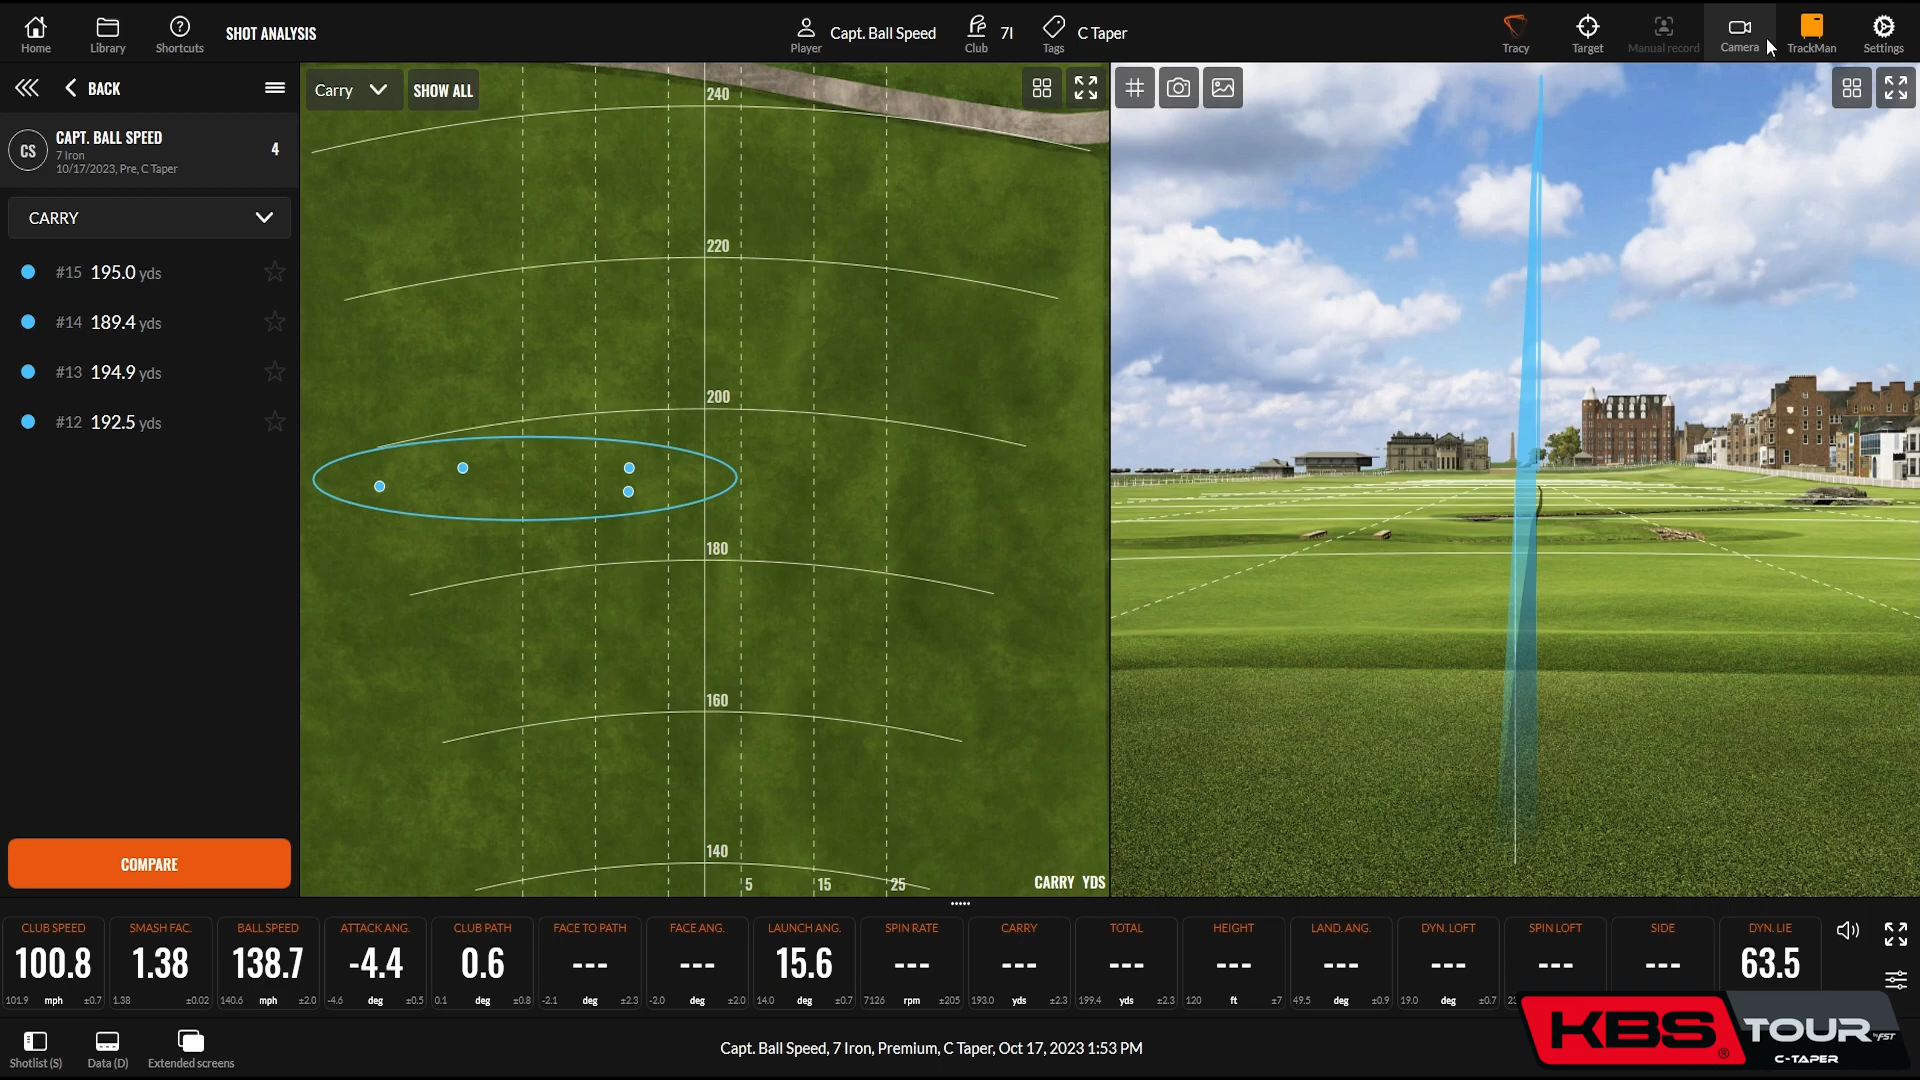 Home
Library
Shortcuts
SHOT ANALYSIS
Player
Capt. Ball Speed
Club
7I
Tags
C Taper
Tracy
Target
Manual record
Camera
TrackMan
Settings
BACK
CS
CAPT. BALL SPEED
7 Iron
10/17/2023, Pre, C Taper
4
CARRY
#15 195.0 yds
#14 189.4 yds
#13 194.9 yds
#12 192.5 yds
COMPARE
Carry
SHOW ALL
240
220
200
180
160
140
5 15 25
CARRY YDS
CLUB SPEED
100.8
101.9 mph ±0.7
SMASH FAC.
1.38
1.38 ±0.02
BALL SPEED
138.7
140.6 mph ±2.0
ATTACK ANG.
-4.4
-4.6 deg ±0.5
CLUB PATH
0.6
0.1 deg ±0.8
FACE TO PATH
---
-2.1 deg ±2.3
FACE ANG.
---
-2.0 deg ±2.0
LAUNCH ANG.
15.6
14.0 deg ±0.7
SPIN RATE
---
7126 rpm ±205
CARRY
---
193.0 yds ±2.3
TOTAL
---
199.4 yds ±2.3
HEIGHT
---
120 ft ±7
LAND. ANG.
---
49.5 deg ±0.9
DYN. LOFT
---
19.0 deg ±0.7
SPIN LOFT
---
SIDE
---
DYN. LIE
63.5
Shotlist (S)
Data (D)
Extended screens
Capt. Ball Speed, 7 Iron, Premium, C Taper, Oct 17, 2023 1:53 PM
KBS® TOUR by FST
C-TAPER